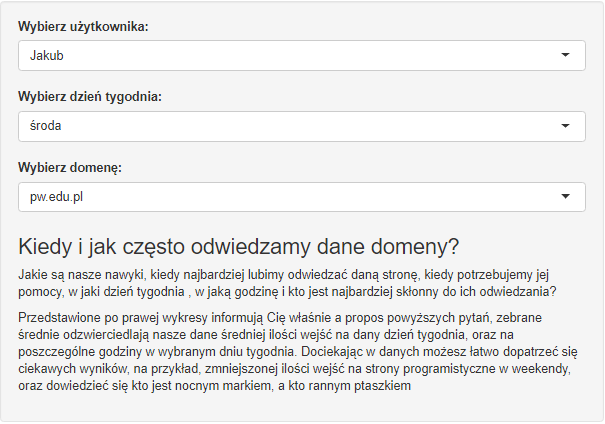 Wybierz użytkownika:
Jakub
Wybierz dzień tygodnia:
środa
Wybierz domenę:
pw.edu.pl
Kiedy i jak często odwiedzamy dane domeny?
Jakie są nasze nawyki, kiedy najbardziej lubimy odwiedzać daną stronę, kiedy potrzebujemy jej
pomocy, w jaki dzień tygodnia , w jaką godzinę i kto jest najbardziej skłonny do ich odwiedzania?
Przedstawione po prawej wykresy informują Cię właśnie a propos powyższych pytań, zebrane
średnie odzwierciedlają nasze dane średniej ilości wejść na dany dzień tygodnia, oraz na
poszczególne godziny w wybranym dniu tygodnia. Dociekając w danych możesz łatwo dopatrzeć się
ciekawych wyników, na przykład, zmniejszonej ilości wejść na strony programistyczne w weekendy,
oraz dowiedzieć się kto jest nocnym markiem, a kto rannym ptaszkiem